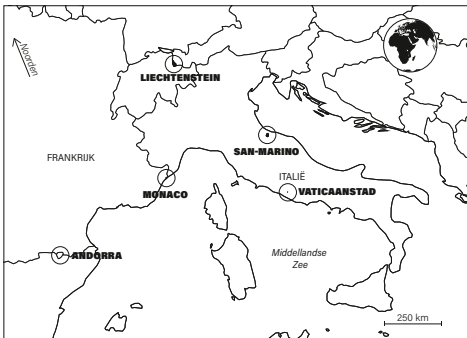 Noorden
LIECHTENSTEIN
SAN-MARINO
FRANKRIJK
ITALIË
MONACO
VATICAANSTAD
ANDORRA
Middellandse
Zee
250 km